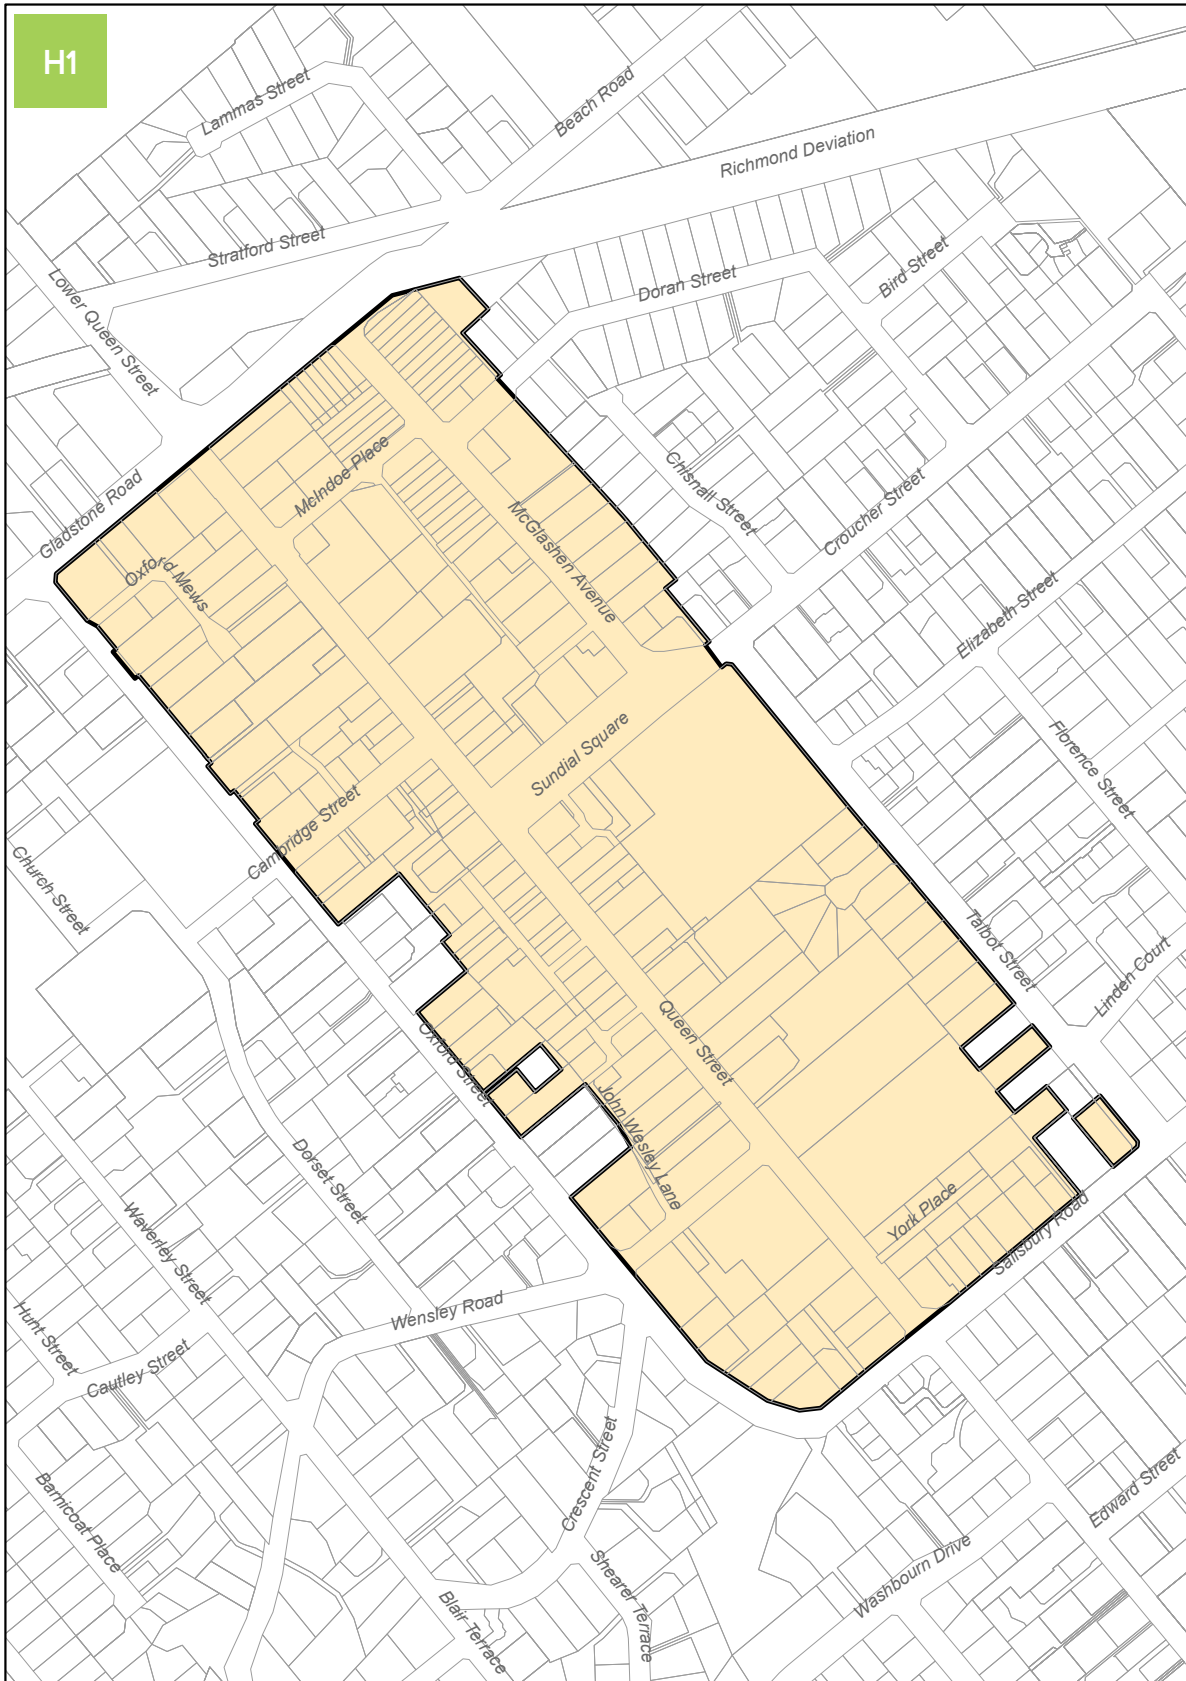 H1
Lammas Street
Beach Road
Richmond Deviation
Stratford Street
Bird Street
Doran Street
Lower Queen Street
McIndoe Place
Chisnall Street
Gladstone Road
Croucher Street
McGlashen Avenue
Oxford Mews
Elizabeth Street
Sundial Square
Florence Street
Cambridge Street
Church Street
Talbot Street
Linden Court
Queen Street
Oxford Street
John Wesley Lane
Dorset Street
York Place
Salisbury Road
Waverley Street
Wensley Road
Hunt Street
Cautley Street
Crescent Street
Barnicoat Place
Edward Street
Washbourn Drive
Shearer Terrace
Blair Terrace